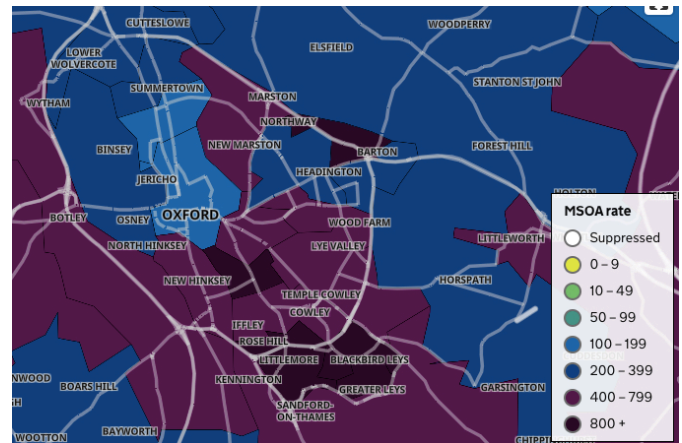 CUTTESLOWE
WOODPERRY
ELSFIELD
LOWER
WOLVERCOTE
STANTON ST JOHN
SUMMERTOWN
MARSTON
WYTHAM
NORTHWAY
NEW MARSTON
BINSEY
BARTON
FOREST HILL
HEADINGTON
JERICHO
HOLTON
BOTLEY
OSNEY
OXFORD
WOOD FARM
NORTH HINKSEY
LYE VALLEY
LITTLEWORTH
NEW HINKSEY
TEMPLE COWLEY
HORSPATH
COWLEY
IFFLEY
ROSE HILL
LITTLEMORE
BLACKBIRD LEYS
KENNINGTON
GREATER LEYS
GARSINGTON
BOARS HILL
SANDFORD-
ON-THAMES
WOOTTON
BAYWORTH
MSOA rate
Suppressed
0 – 9
10 – 49
50 – 99
100 – 199
200 – 399
400 – 799
800 +